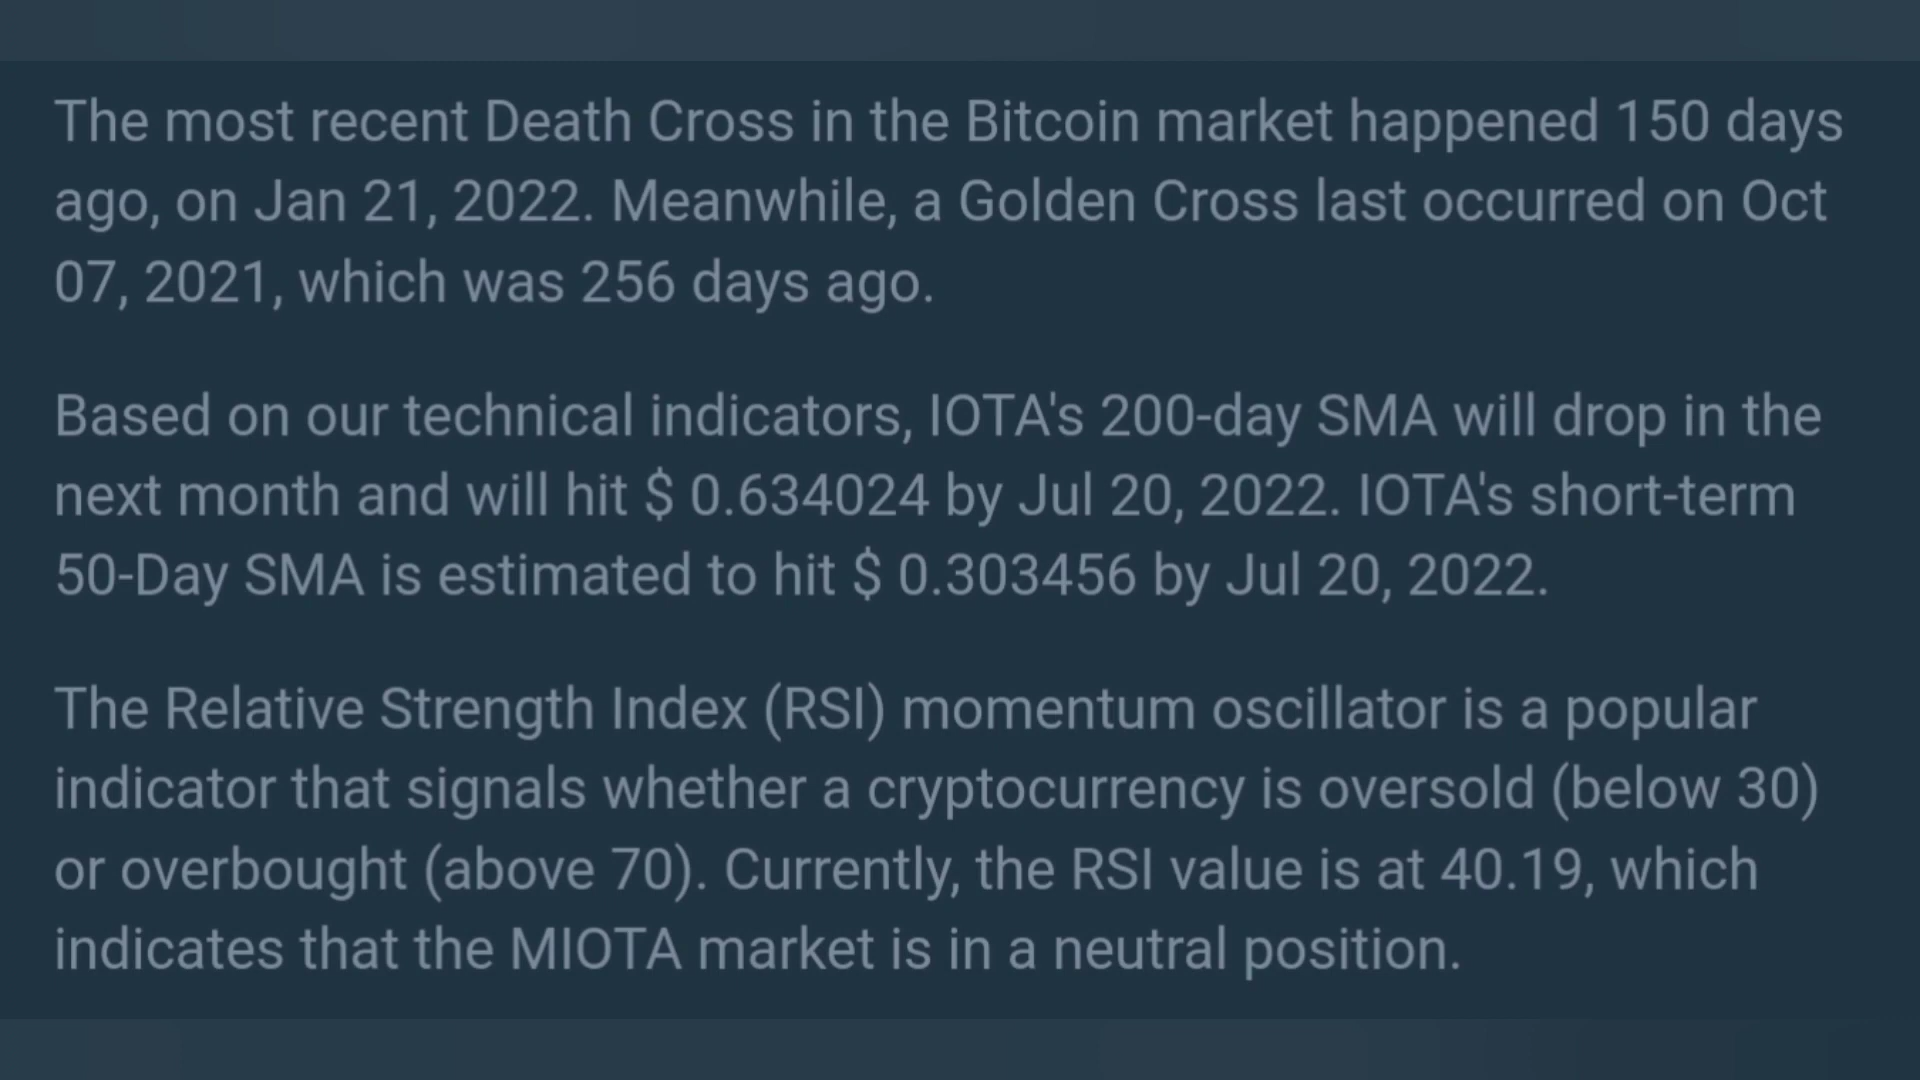 The most recent Death Cross in the Bitcoin market happened 150 days
ago, on Jan 21, 2022. Meanwhile, a Golden Cross last occurred on Oct
07, 2021, which was 256 days ago.
Based on our technical indicators, IOTA's 200-day SMA will drop in the
next month and will hit $ 0.634024 by Jul 20, 2022. IOTA's short-term
50-Day SMA is estimated to hit $ 0.303456 by Jul 20, 2022.
The Relative Strength Index (RSI) momentum oscillator is a popular
indicator that signals whether a cryptocurrency is oversold (below 30)
or overbought (above 70). Currently, the RSI value is at 40.19, which
indicates that the MIOTA market is in a neutral position.